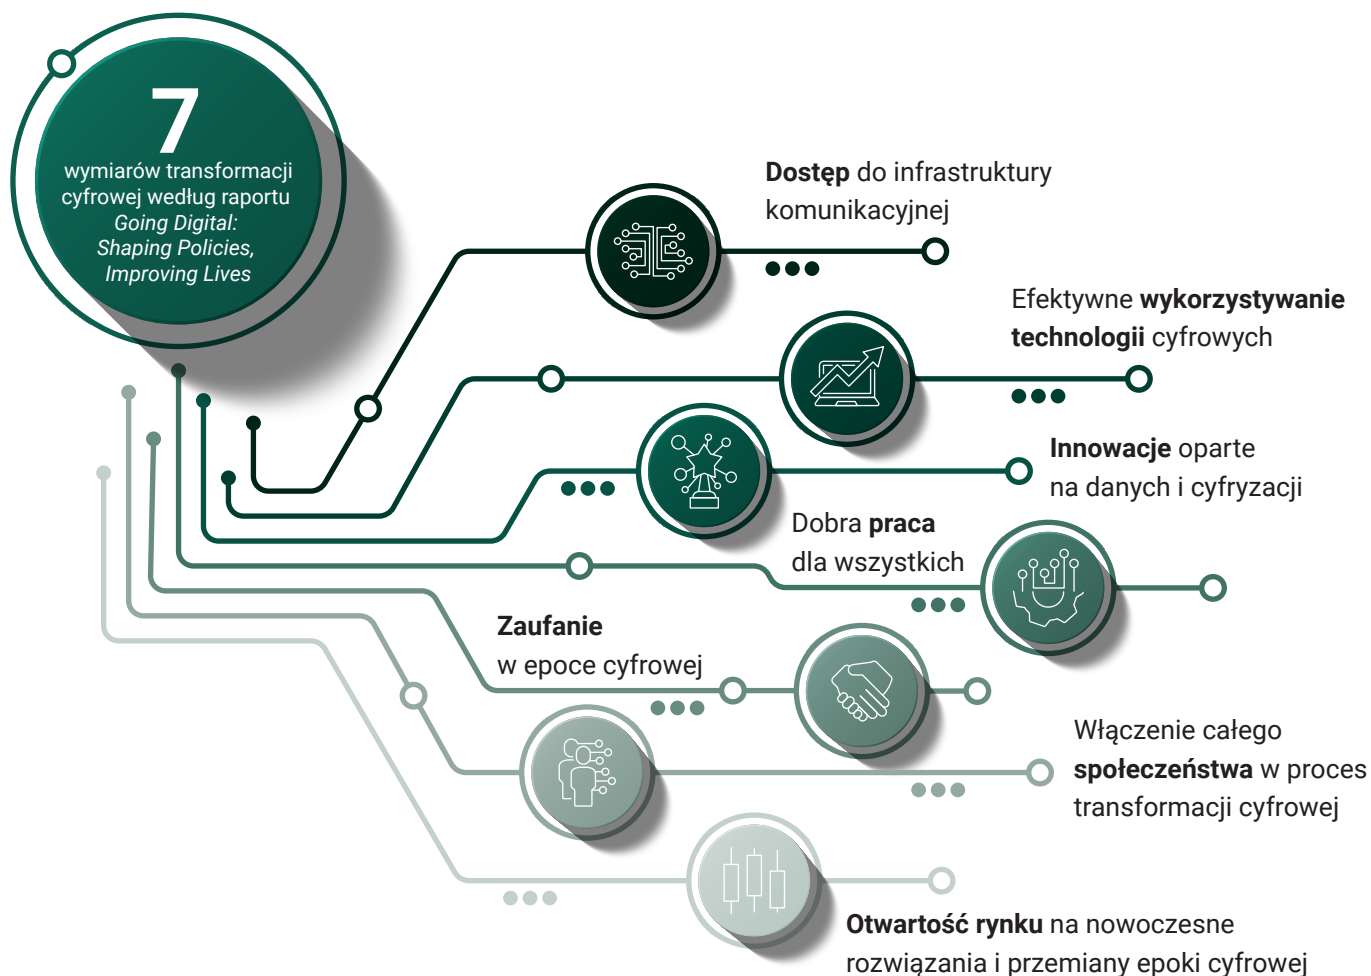 7
wymiarów transformacji
cyfrowej według raportu
Going Digital:
Shaping Policies,
Improving Lives
Dostęp do infrastruktury
komunikacyjnej
Efektywne wykorzystywanie
technologii cyfrowych
Innowacje oparte
na danych i cyfryzacji
Dobra praca
dla wszystkich
Zaufanie
w epoce cyfrowej
Włączenie całego
społeczeństwa w proces
transformacji cyfrowej
Otwartość rynku na nowoczesne
rozwiązania i przemiany epoki cyfrowej